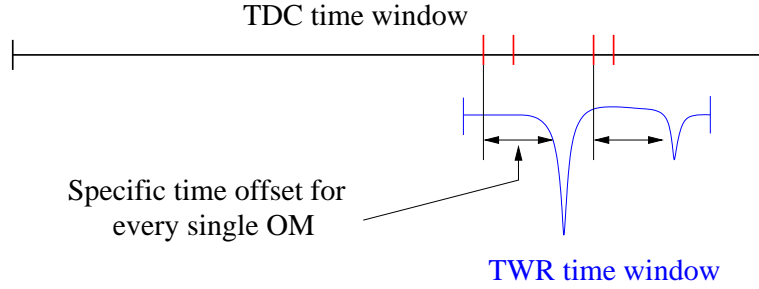 TDC time window
Specific time offset for
every single OM
TWR time window